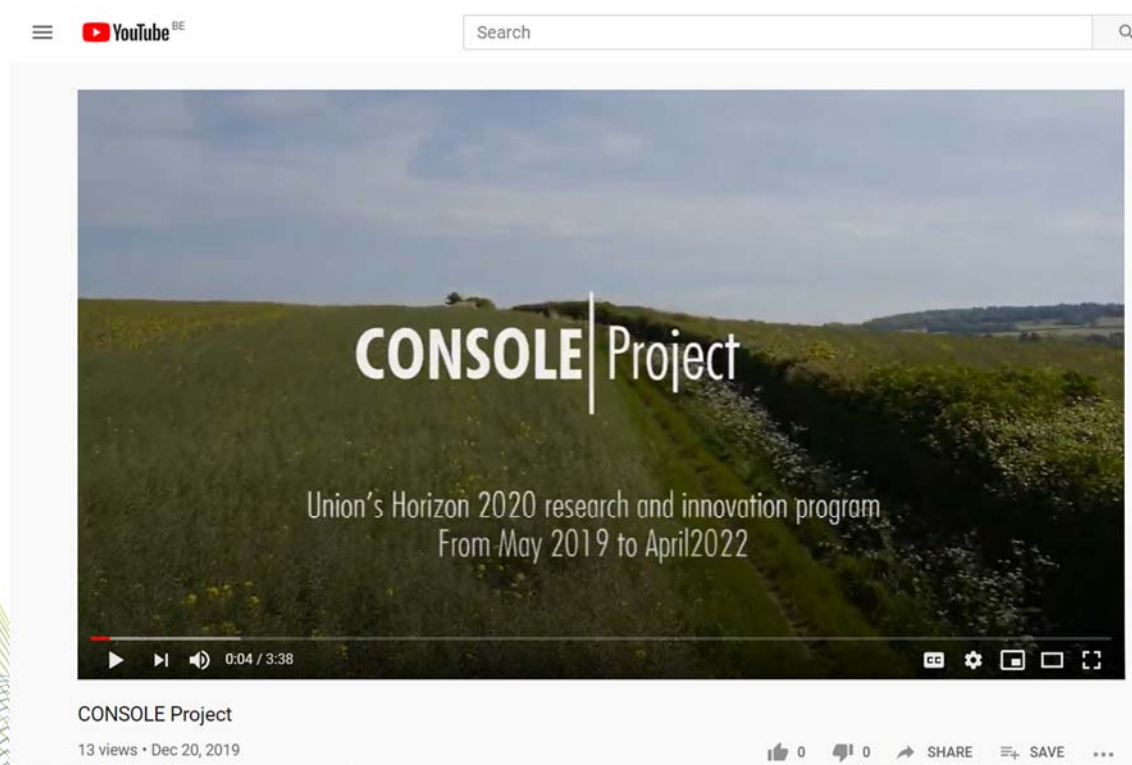 YouTube BE
Search
CONSOLE Project
Union's Horizon 2020 research and innovation program
From May 2019 to April2022
0:04 / 3:38
CC
CONSOLE Project
13 views • Dec 20, 2019
0 0 SHARE SAVE